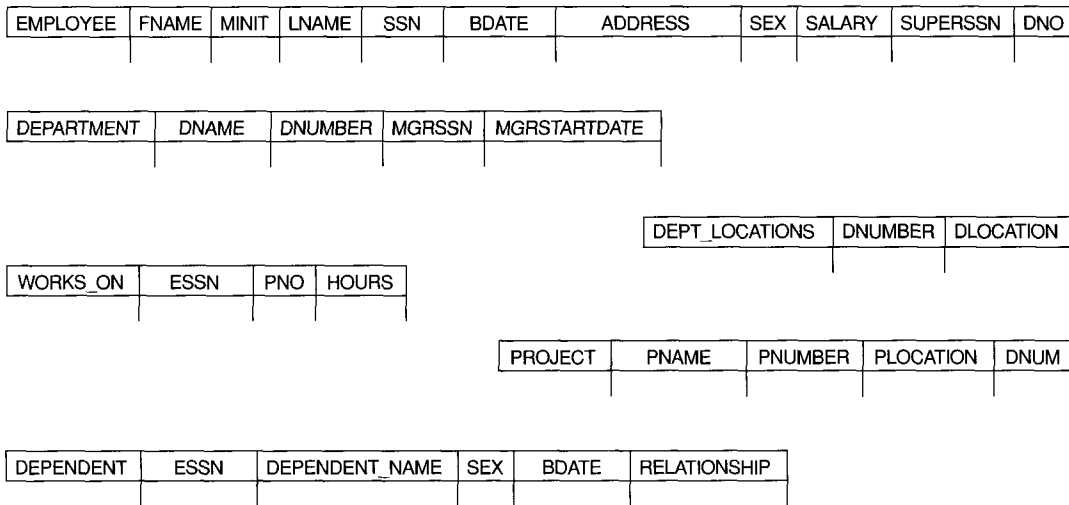 EMPLOYEE FNAME MINIT LNAME SSN BDATE ADDRESS SEX SALARY SUPERSSN DNO
DEPARTMENT DNAME DNUMBER MGRSSN MGRSTARTDATE
DEPT_LOCATIONS DNUMBER DLOCATION
WORKS_ON ESSN PNO HOURS
PROJECT PNAME PNUMBER PLOCATION DNUM
DEPENDENT ESSN DEPENDENT_NAME SEX BDATE RELATIONSHIP